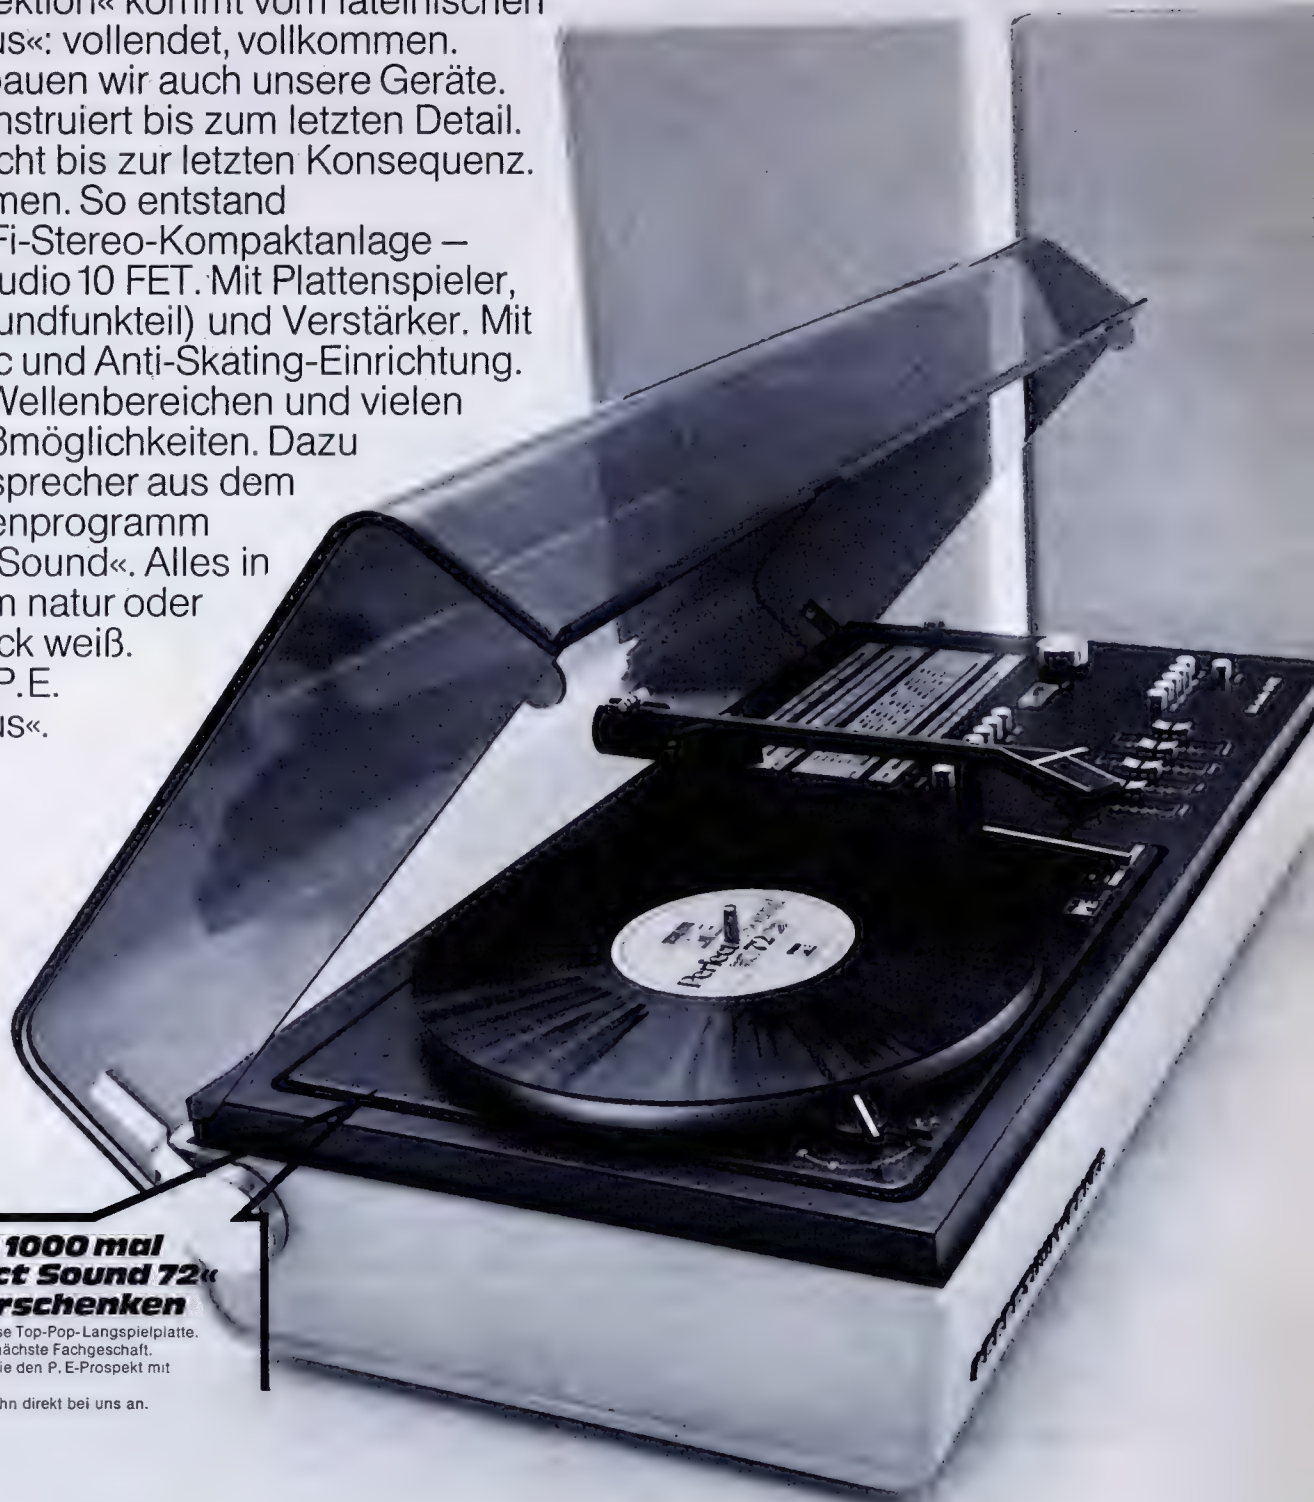 ektion« kommt vom lateinischen
us«: vollendet, vollkommen.
bauen wir auch unsere Geräte.
nstruiert bis zum letzten Detail.
cht bis zur letzten Konsequenz.
men. So entstand
Fi-Stereo-Kompaktanlage —
udio 10 FET. Mit Plattenspieler,
undfunkteil) und Verstärker. Mit
c und Anti-Skating-Einrichtung.
Wellenbereichen und vielen
ßmöglichkeiten. Dazu
sprecher aus dem
enprogramm
Sound«. Alles in
m natur oder
ck weiß.
P.E.
us«.
Perfect
72
1000 mal
ct Sound 72«
rschenken
se Top-Pop-Langspielplatte.
nächste Fachgeschaft.
ie den P.E-Prospekt mit
hn direkt bei uns an.